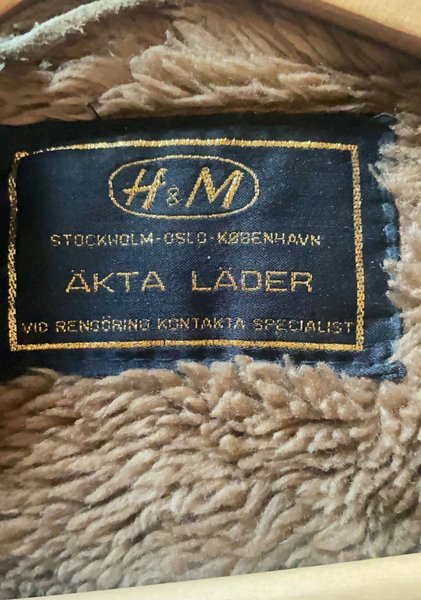 H&M
STOCKHOLM-OSLO-KØBENHAVN
ÄKTA LÄDER
VID RENGÖRING KONTAKTA SPECIALIST